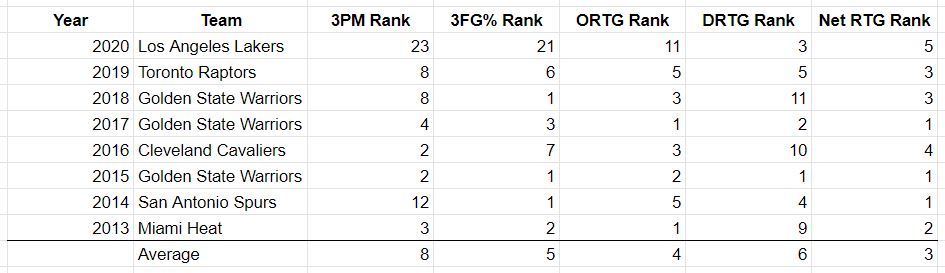 Year Team 3PM Rank 3FG% Rank ORTG Rank DRTG Rank Net RTG Rank
2020 Los Angeles Lakers 23 21 11 3 5
2019 Toronto Raptors 8 6 5 5 3
2018 Golden State Warriors 8 1 3 11 3
2017 Golden State Warriors 4 3 1 2 1
2016 Cleveland Cavaliers 2 7 3 10 4
2015 Golden State Warriors 2 1 2 1 1
2014 San Antonio Spurs 12 1 5 4 1
2013 Miami Heat 3 2 1 9 2
Average 8 5 4 6 3